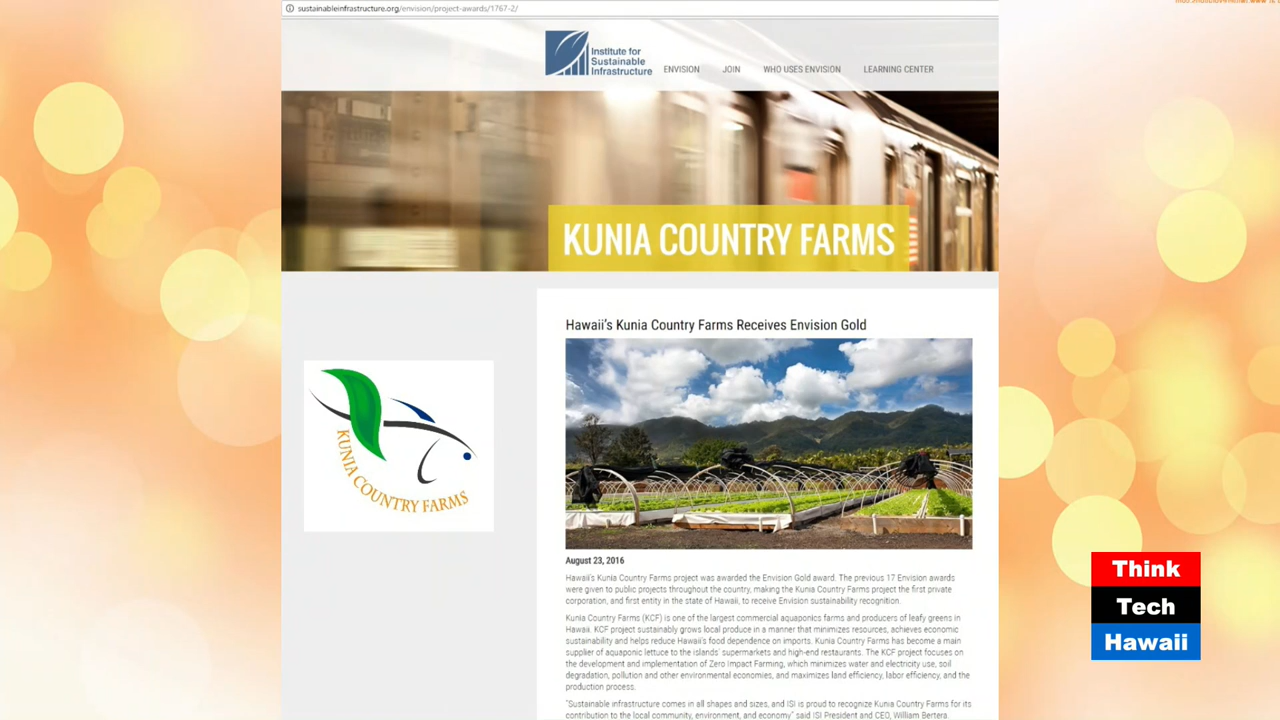 sustainableinfrastructure.org/envision/project-awards/1767-2/
Institute for
Sustainable
Infrastructure
ENVISION JOIN WHO USES ENVISION LEARNING CENTER
KUNIA COUNTRY FARMS
Hawaii's Kunia Country Farms Receives Envision Gold
KUNIA COUNTRY FARMS
August 23, 2016
Hawaii's Kunia Country Farms project was awarded the Envision Gold award. The previous 17 Envision awards
were given to public projects throughout the country, making the Kunia Country Farms project the first private
corporation, and first entity in the state of Hawaii, to receive Envision sustainability recognition.
Kunia Country Farms (KCF) is one of the largest commercial aquaponics farms and producers of leafy greens in
Hawaii. KCF project sustainably grows local produce in a manner that minimizes resources, achieves economic
sustainability and helps reduce Hawaii's food dependence on imports. Kunia Country Farms has become a main
supplier of aquaponic lettuce to the islands' supermarkets and high-end restaurants. The KCF project focuses on
the development and implementation of Zero Impact Farming, which minimizes water and electricity use, soil
degradation, pollution and other environmental economies, and maximizes land efficiency, labor efficiency, and the
production process.
"Sustainable infrastructure comes in all shapes and sizes, and ISI is proud to recognize Kunia Country Farms for its
contribution to the local community, environment, and economy" said ISI President and CEO, William Bertera.
Think
Tech
Hawaii